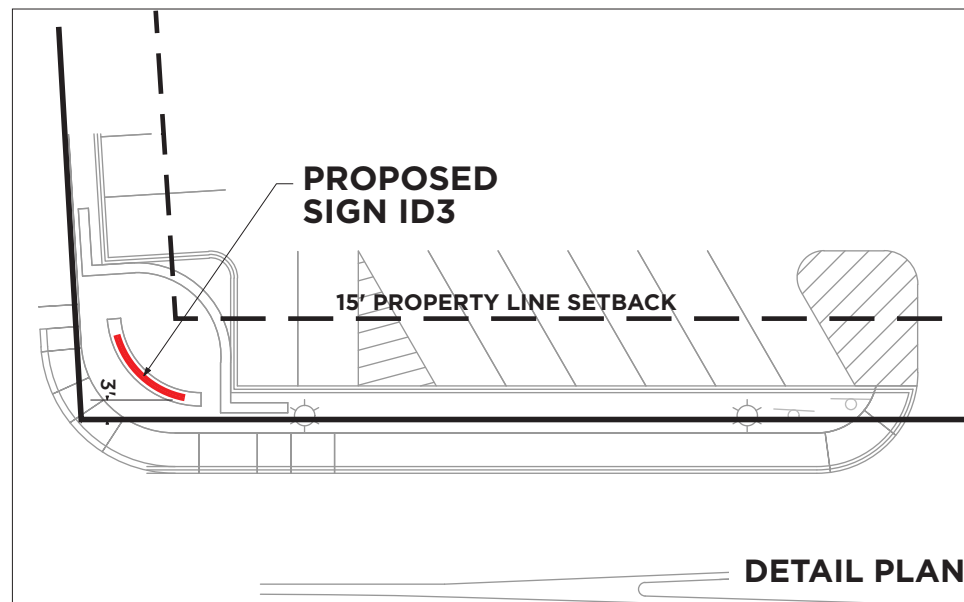 PROPOSED
SIGN ID3
15' PROPERTY LINE SETBACK
3'
DETAIL PLAN